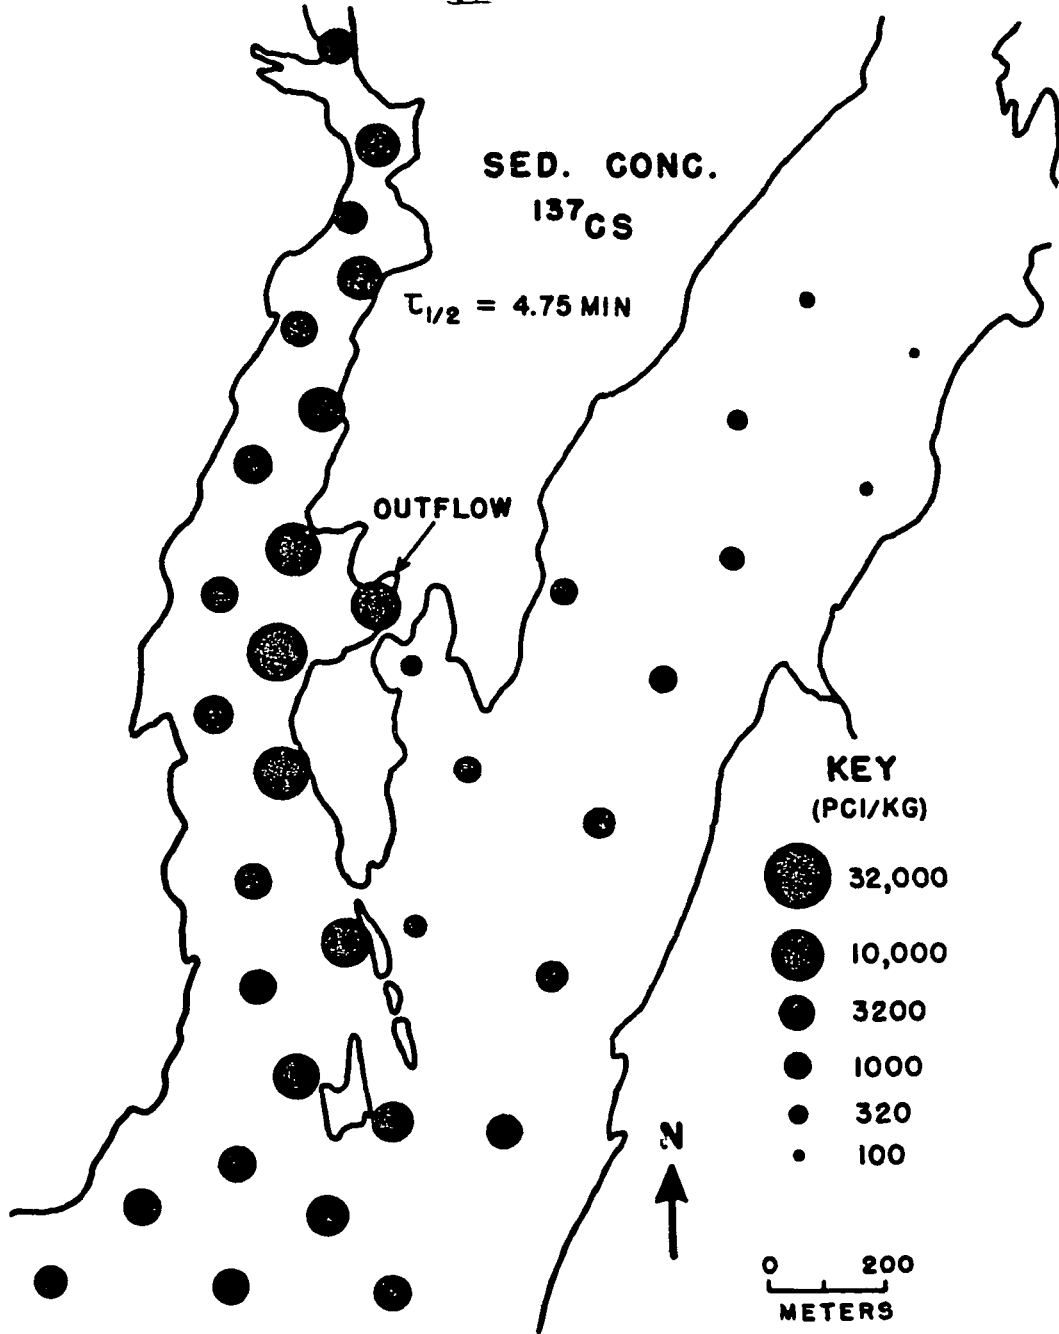 SED. CONC.
137CS
τ1/2 = 4.75 MIN
OUTFLOW
KEY
(PCI/KG)
32,000
10,000
3200
1000
320
100
N
0 200
METERS